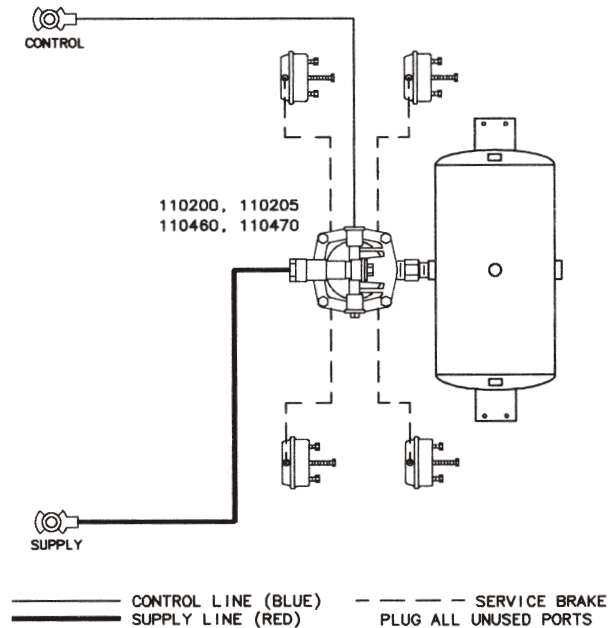 CONTROL
110200, 110205
110460, 110470
SUPPLY
CONTROL LINE (BLUE)
SERVICE BRAKE
SUPPLY LINE (RED)
PLUG ALL UNUSED PORTS